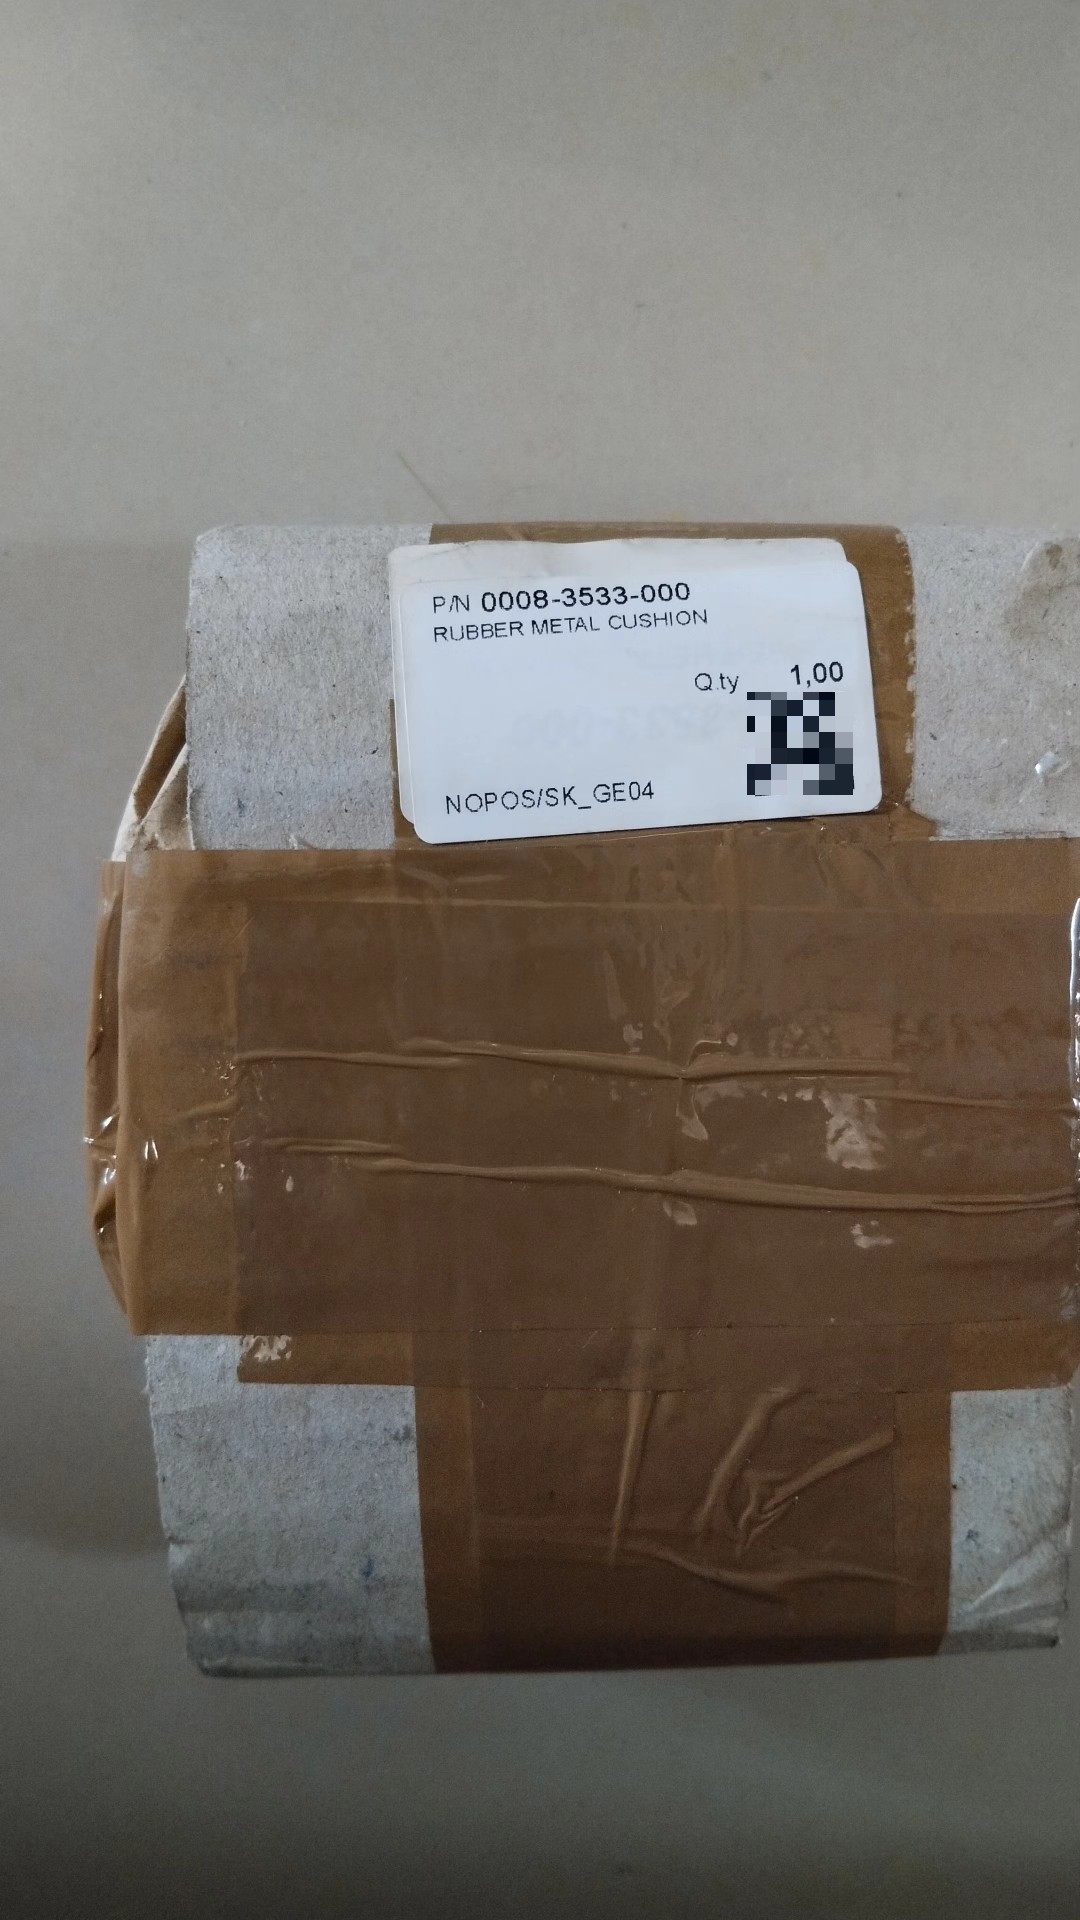 P/N 0008-3533-000
RUBBER METAL CUSHION
Q.ty 1,00
NOPOS/SK_GE04